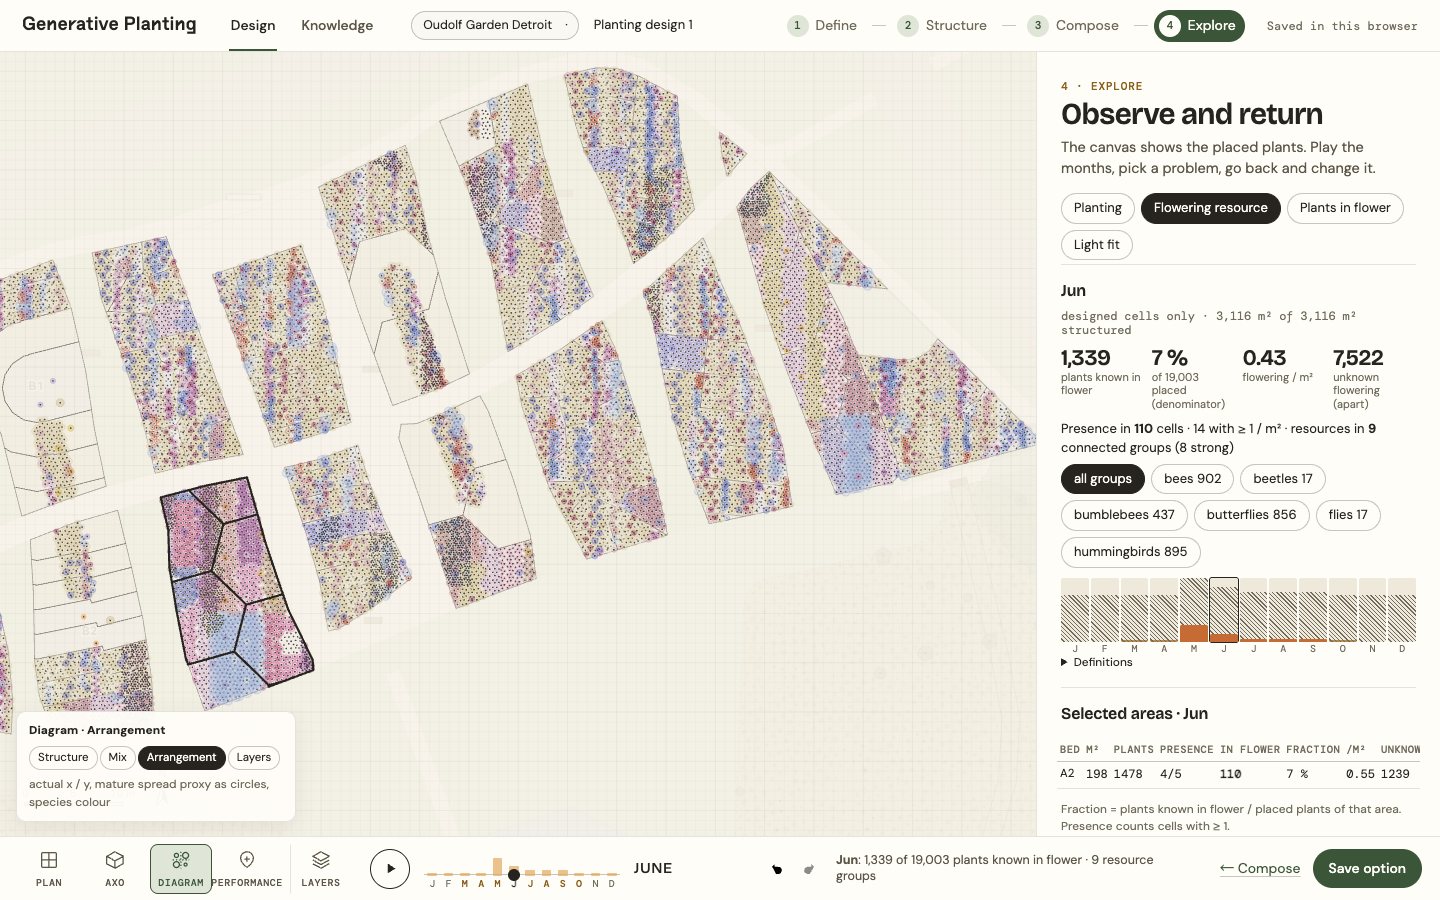 Generative Planting
Design
Knowledge
Oudolf Garden Detroit ·
Planting design 1
1 Define
2 Structure
3 Compose
4 Explore
Saved in this browser
4 · EXPLORE
Observe and return
The canvas shows the placed plants. Play the
months, pick a problem, go back and change it.
Planting
Flowering resource
Plants in flower
Light fit
Jun
designed cells only · 3,116 m² of 3,116 m²
structured
1,339 7 % 0.43 7,522
plants known in of 19,003 flowering / m² unknown
flower placed flowering
(denominator) (apart)
Presence in 110 cells · 14 with ≥ 1 / m² · resources in 9
connected groups (8 strong)
all groups
bees 902
beetles 17
bumblebees 437
butterflies 856
flies 17
hummingbirds 895
J F M A M J J A S O N D
▶ Definitions
Selected areas · Jun
BED M² PLANTS PRESENCE IN FLOWER FRACTION /M² UNKNOW
A2 198 1478 4/5 110 7 % 0.55 1239
Fraction = plants known in flower / placed plants of that area.
Presence counts cells with ≥ 1.
B1
Diagram · Arrangement
Structure
Mix
Arrangement
Layers
actual x / y, mature spread proxy as circles,
species colour
PLAN
AXO
DIAGRAM
PERFORMANCE
LAYERS
J F M A M J J A S O N D
JUNE
Jun: 1,339 of 19,003 plants known in flower · 9 resource
groups
← Compose
Save option